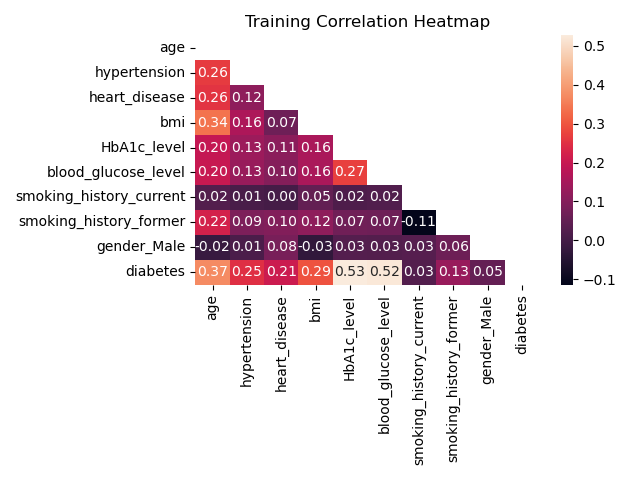 Training Correlation Heatmap
age
hypertension 0.26
heart_disease 0.26 0.12
bmi 0.34 0.16 0.07
HbA1c_level 0.20 0.13 0.11 0.16
blood_glucose_level 0.20 0.13 0.10 0.16 0.27
smoking_history_current 0.02 0.01 0.00 0.05 0.02 0.02
smoking_history_former 0.22 0.09 0.10 0.12 0.07 0.07 -0.11
gender_Male -0.02 0.01 0.08 -0.03 0.03 0.03 0.03 0.06
diabetes 0.37 0.25 0.21 0.29 0.53 0.52 0.03 0.13 0.05
age
hypertension
heart_disease
bmi
HbA1c_level
blood_glucose_level
smoking_history_current
smoking_history_former
gender_Male
diabetes
0.5
0.4
0.3
0.2
0.1
0.0
−0.1